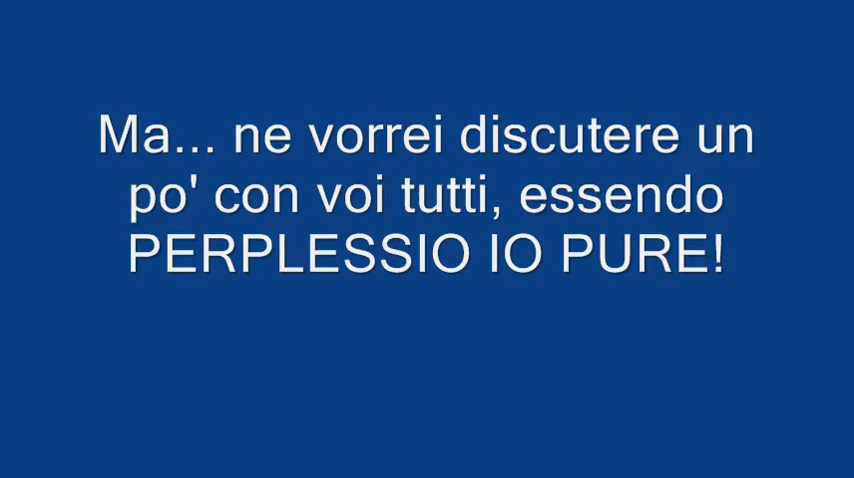 Ma... ne vorrei discutere un
po' con voi tutti, essendo
PERPLESSIO IO PURE!